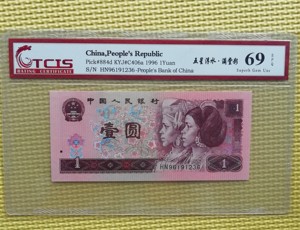 TCIS
GRADING CERTIFICATE
China,People's Republic
Pick#884d KYJ#C406a 1996 1Yuan
S/N HN96191236 -People's Bank of China
五星浮水·满堂彩
69 EPQ
Superb Gem Unc
中国人民银行
1
壹圆
1
HN96191236